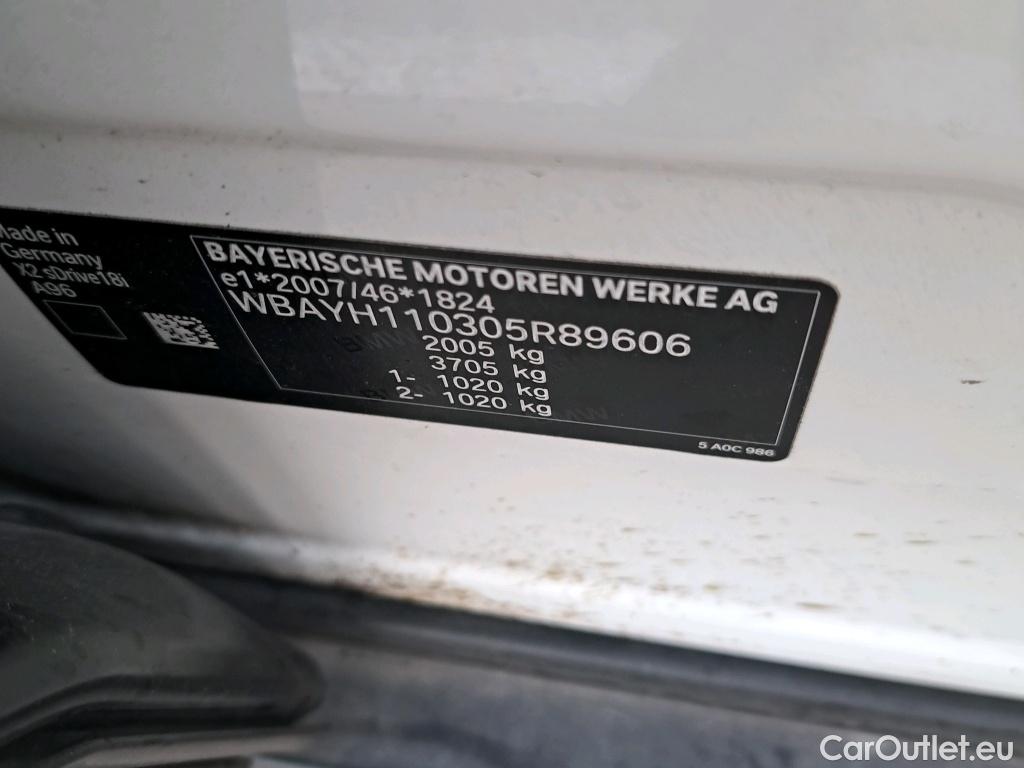 Made in
Germany
X2 sDrive18i
A96
BAYERISCHE MOTOREN WERKE AG
e1*2007/46*1824
WBAYH110305R89606
2005 kg
3705 kg
1- 1020 kg
2- 1020 kg
5 A0C 986
CarOutlet.eu